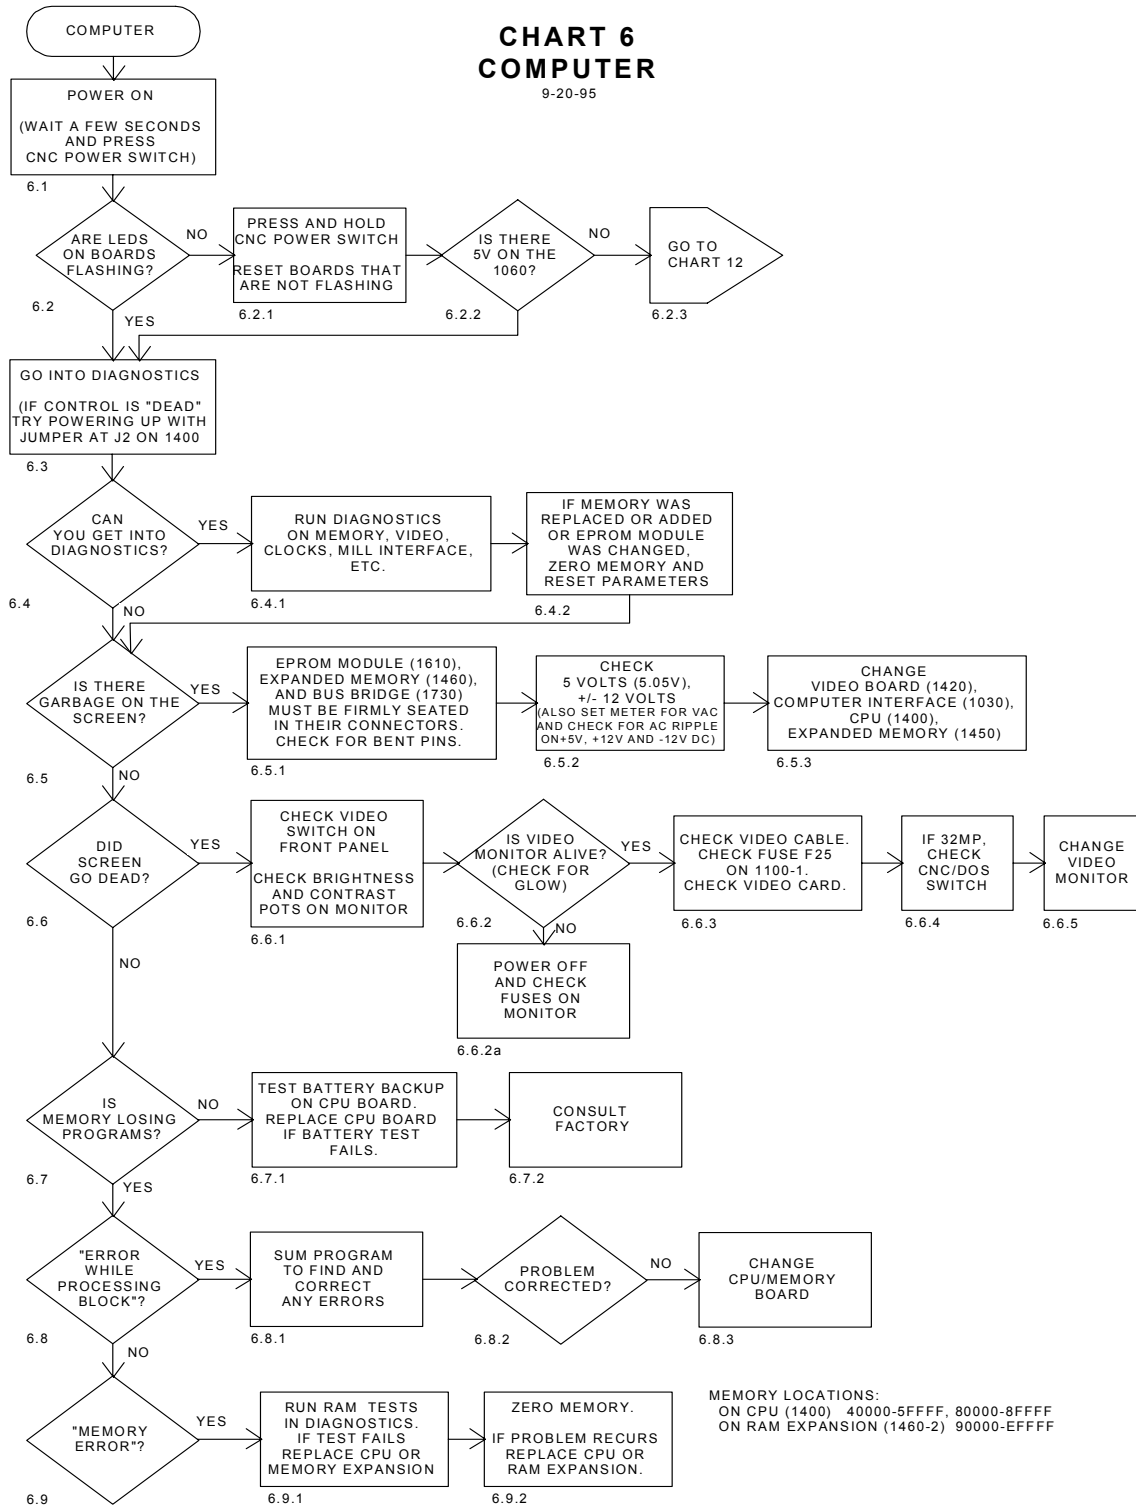 COMPUTER
CHART 6
COMPUTER
9-20-95
POWER ON
(WAIT A FEW SECONDS
AND PRESS
CNC POWER SWITCH)
6.1
ARE LEDS
ON BOARDS
FLASHING?
NO
YES
6.2
PRESS AND HOLD
CNC POWER SWITCH
RESET BOARDS THAT
ARE NOT FLASHING
6.2.1
IS THERE
5V ON THE
1060?
NO
6.2.2
GO TO
CHART 12
6.2.3
GO INTO DIAGNOSTICS
(IF CONTROL IS "DEAD"
TRY POWERING UP WITH
JUMPER AT J2 ON 1400
6.3
CAN
YOU GET INTO
DIAGNOSTICS?
YES
NO
6.4
RUN DIAGNOSTICS
ON MEMORY, VIDEO,
CLOCKS, MILL INTERFACE,
ETC.
6.4.1
IF MEMORY WAS
REPLACED OR ADDED
OR EPROM MODULE
WAS CHANGED,
ZERO MEMORY AND
RESET PARAMETERS
6.4.2
IS THERE
GARBAGE ON THE
SCREEN?
YES
NO
6.5
EPROM MODULE (1610),
EXPANDED MEMORY (1460),
AND BUS BRIDGE (1730)
MUST BE FIRMLY SEATED
IN THEIR CONNECTORS.
CHECK FOR BENT PINS.
6.5.1
CHECK
5 VOLTS (5.05V),
+/- 12 VOLTS
(ALSO SET METER FOR VAC
AND CHECK FOR AC RIPPLE
ON+5V, +12V AND -12V DC)
6.5.2
CHANGE
VIDEO BOARD (1420),
COMPUTER INTERFACE (1030),
CPU (1400),
EXPANDED MEMORY (1450)
6.5.3
DID
SCREEN
GO DEAD?
YES
NO
6.6
CHECK VIDEO
SWITCH ON
FRONT PANEL
CHECK BRIGHTNESS
AND CONTRAST
POTS ON MONITOR
6.6.1
IS VIDEO
MONITOR ALIVE?
(CHECK FOR
GLOW)
YES
NO
6.6.2
CHECK VIDEO CABLE.
CHECK FUSE F25
ON 1100-1.
CHECK VIDEO CARD.
6.6.3
IF 32MP,
CHECK
CNC/DOS
SWITCH
6.6.4
CHANGE
VIDEO
MONITOR
6.6.5
POWER OFF
AND CHECK
FUSES ON
MONITOR
6.6.2a
IS
MEMORY LOSING
PROGRAMS?
NO
YES
6.7
TEST BATTERY BACKUP
ON CPU BOARD.
REPLACE CPU BOARD
IF BATTERY TEST
FAILS.
6.7.1
CONSULT
FACTORY
6.7.2
"ERROR
WHILE
PROCESSING
BLOCK"?
YES
NO
6.8
SUM PROGRAM
TO FIND AND
CORRECT
ANY ERRORS
6.8.1
PROBLEM
CORRECTED?
NO
6.8.2
CHANGE
CPU/MEMORY
BOARD
6.8.3
"MEMORY
ERROR"?
YES
6.9
RUN RAM TESTS
IN DIAGNOSTICS.
IF TEST FAILS
REPLACE CPU OR
MEMORY EXPANSION
6.9.1
ZERO MEMORY.
IF PROBLEM RECURS
REPLACE CPU OR
RAM EXPANSION.
6.9.2
MEMORY LOCATIONS:
ON CPU (1400) 40000-5FFFF, 80000-8FFFF
ON RAM EXPANSION (1460-2) 90000-EFFFF